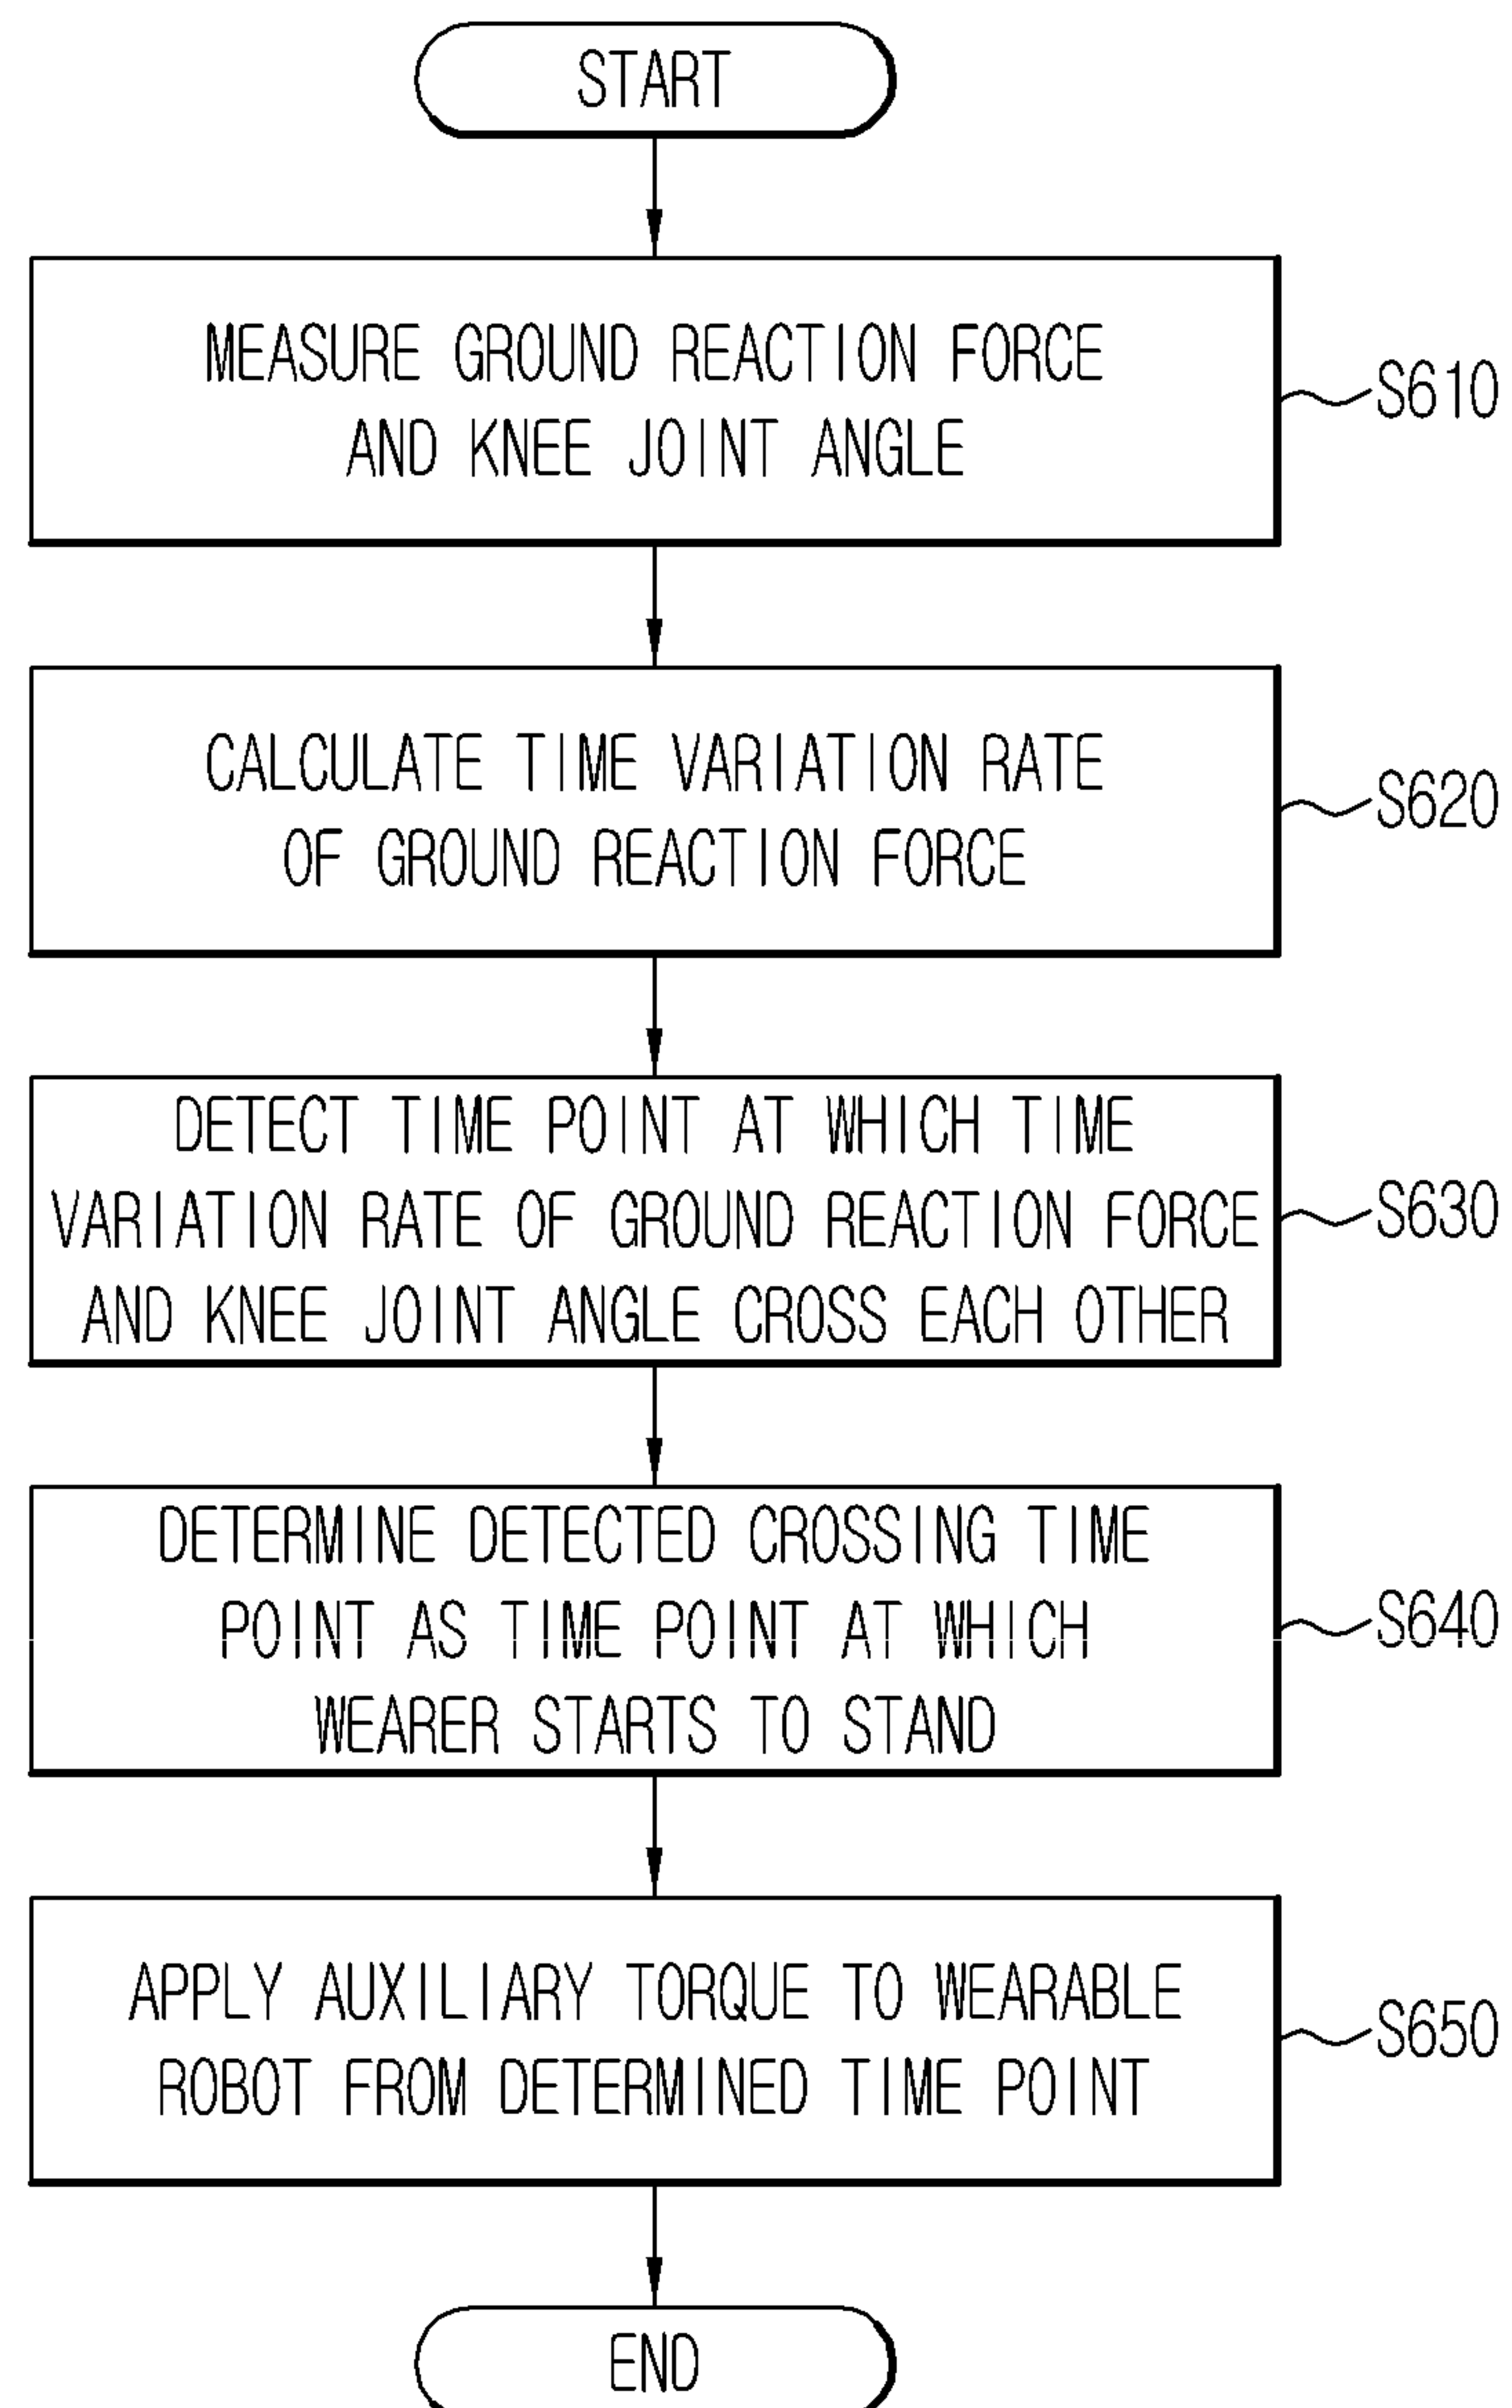 START
MEASURE GROUND REACTION FORCE
AND KNEE JOINT ANGLE
S610
CALCULATE TIME VARIATION RATE
OF GROUND REACTION FORCE
S620
DETECT TIME POINT AT WHICH TIME
VARIATION RATE OF GROUND REACTION FORCE
AND KNEE JOINT ANGLE CROSS EACH OTHER
S630
DETERMINE DETECTED CROSSING TIME
POINT AS TIME POINT AT WHICH
WEARER STARTS TO STAND
S640
APPLY AUXILIARY TORQUE TO WEARABLE
ROBOT FROM DETERMINED TIME POINT
S650
END